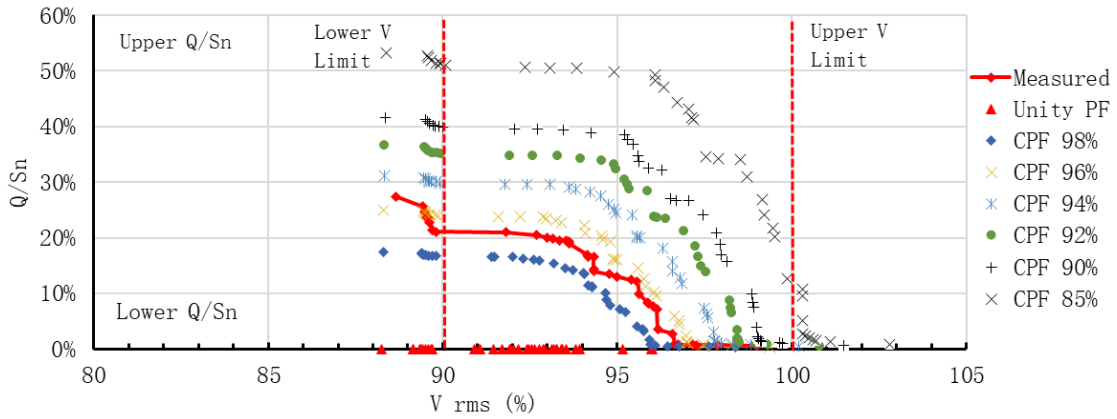 60%
50%
40%
30%
20%
10%
0%
Q/Sn
Upper Q/Sn
Lower V
Limit
Upper V
Limit
Lower Q/Sn
80
85
90
95
100
105
V rms (%)
Measured
Unity PF
CPF 98%
CPF 96%
CPF 94%
CPF 92%
CPF 90%
CPF 85%